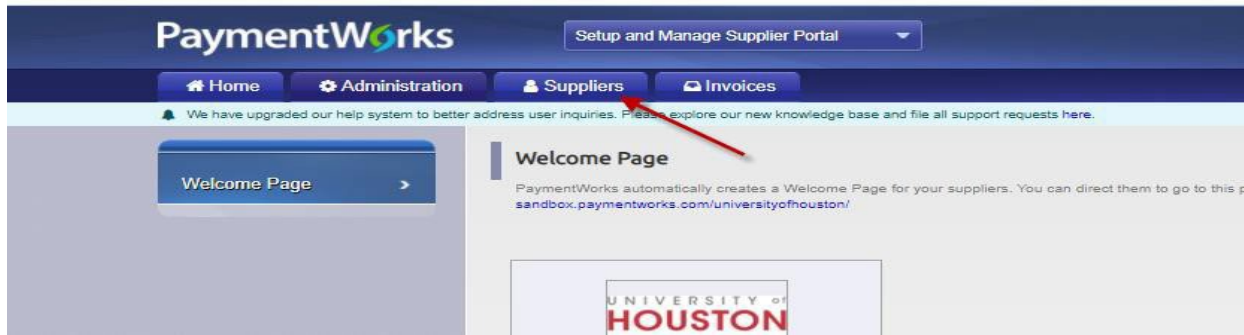 PaymentWorks
Setup and Manage Supplier Portal
Home Administration Suppliers Invoices
We have upgraded our help system to better address user inquiries. Please explore our new knowledge base and file all support requests here.
Welcome Page
Welcome Page
PaymentWorks automatically creates a Welcome Page for your suppliers. You can direct them to go to this
sandbox.paymentworks.com/universityofhouston/
UNIVERSITY of
HOUSTON